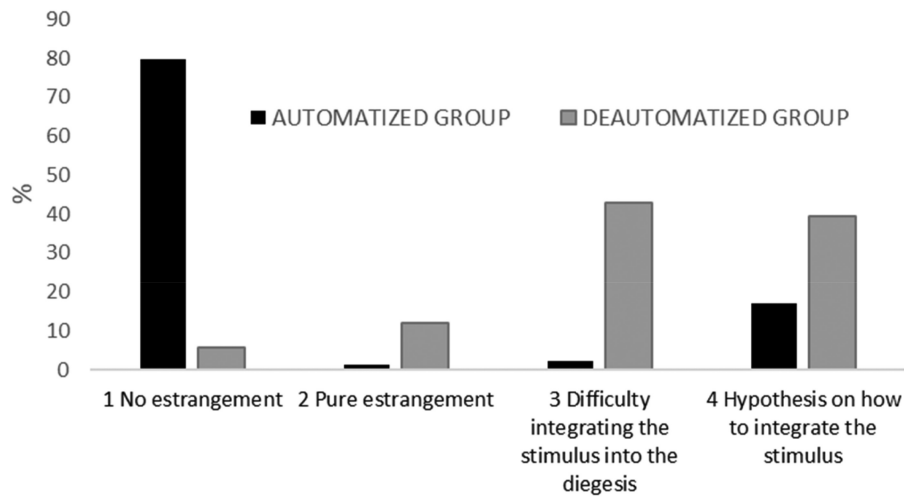 90
80
70
60
50
40
30
20
10
0
%
AUTOMATIZED GROUP DEAUTOMATIZED GROUP
1 No estrangement 2 Pure estrangement 3 Difficulty 4 Hypothesis on how
integrating the to integrate the
stimulus into the stimulus
diegesis